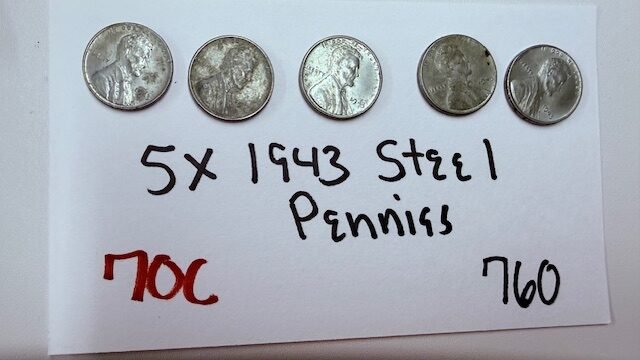 5x 1943 Steel
Pennies
70C 760